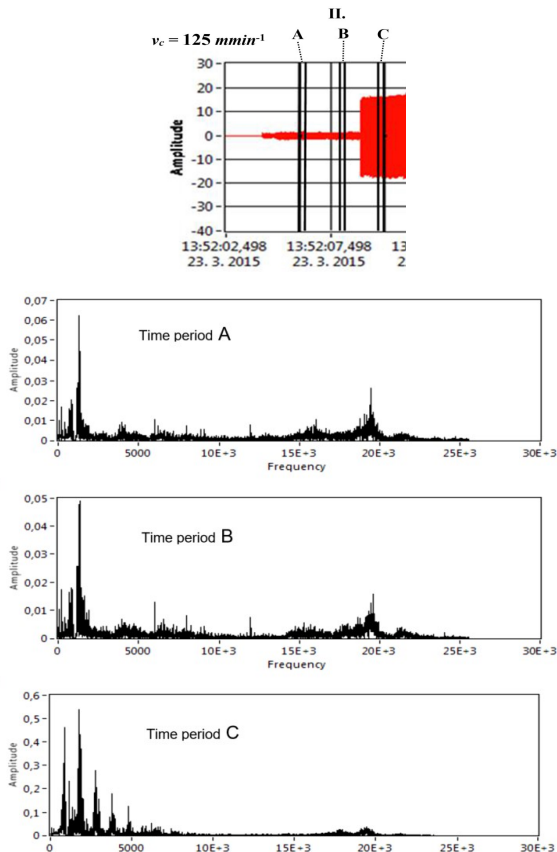 II.
v_c = 125 mmin⁻¹ A B C
30
20
10
0
-10
-20
-30
-40
Amplitude
13:52:02,498 13:52:07,498 13
23. 3. 2015 23. 3. 2015 2
0,07
0,06
0,05
0,04
0,03
0,02
0,01
0
Amplitude
Time period A
0 5000 10E+3 15E+3 20E+3 25E+3 30E+3
Frequency
0,05
0,04
0,03
0,02
0,01
0
Amplitude
Time period B
0 5000 10E+3 15E+3 20E+3 25E+3 30E+3
Frequency
0,6
0,5
0,4
0,3
0,2
0,1
0
Amplitude
Time period C
0 5000 10E+3 15E+3 20E+3 25E+3 30E+3